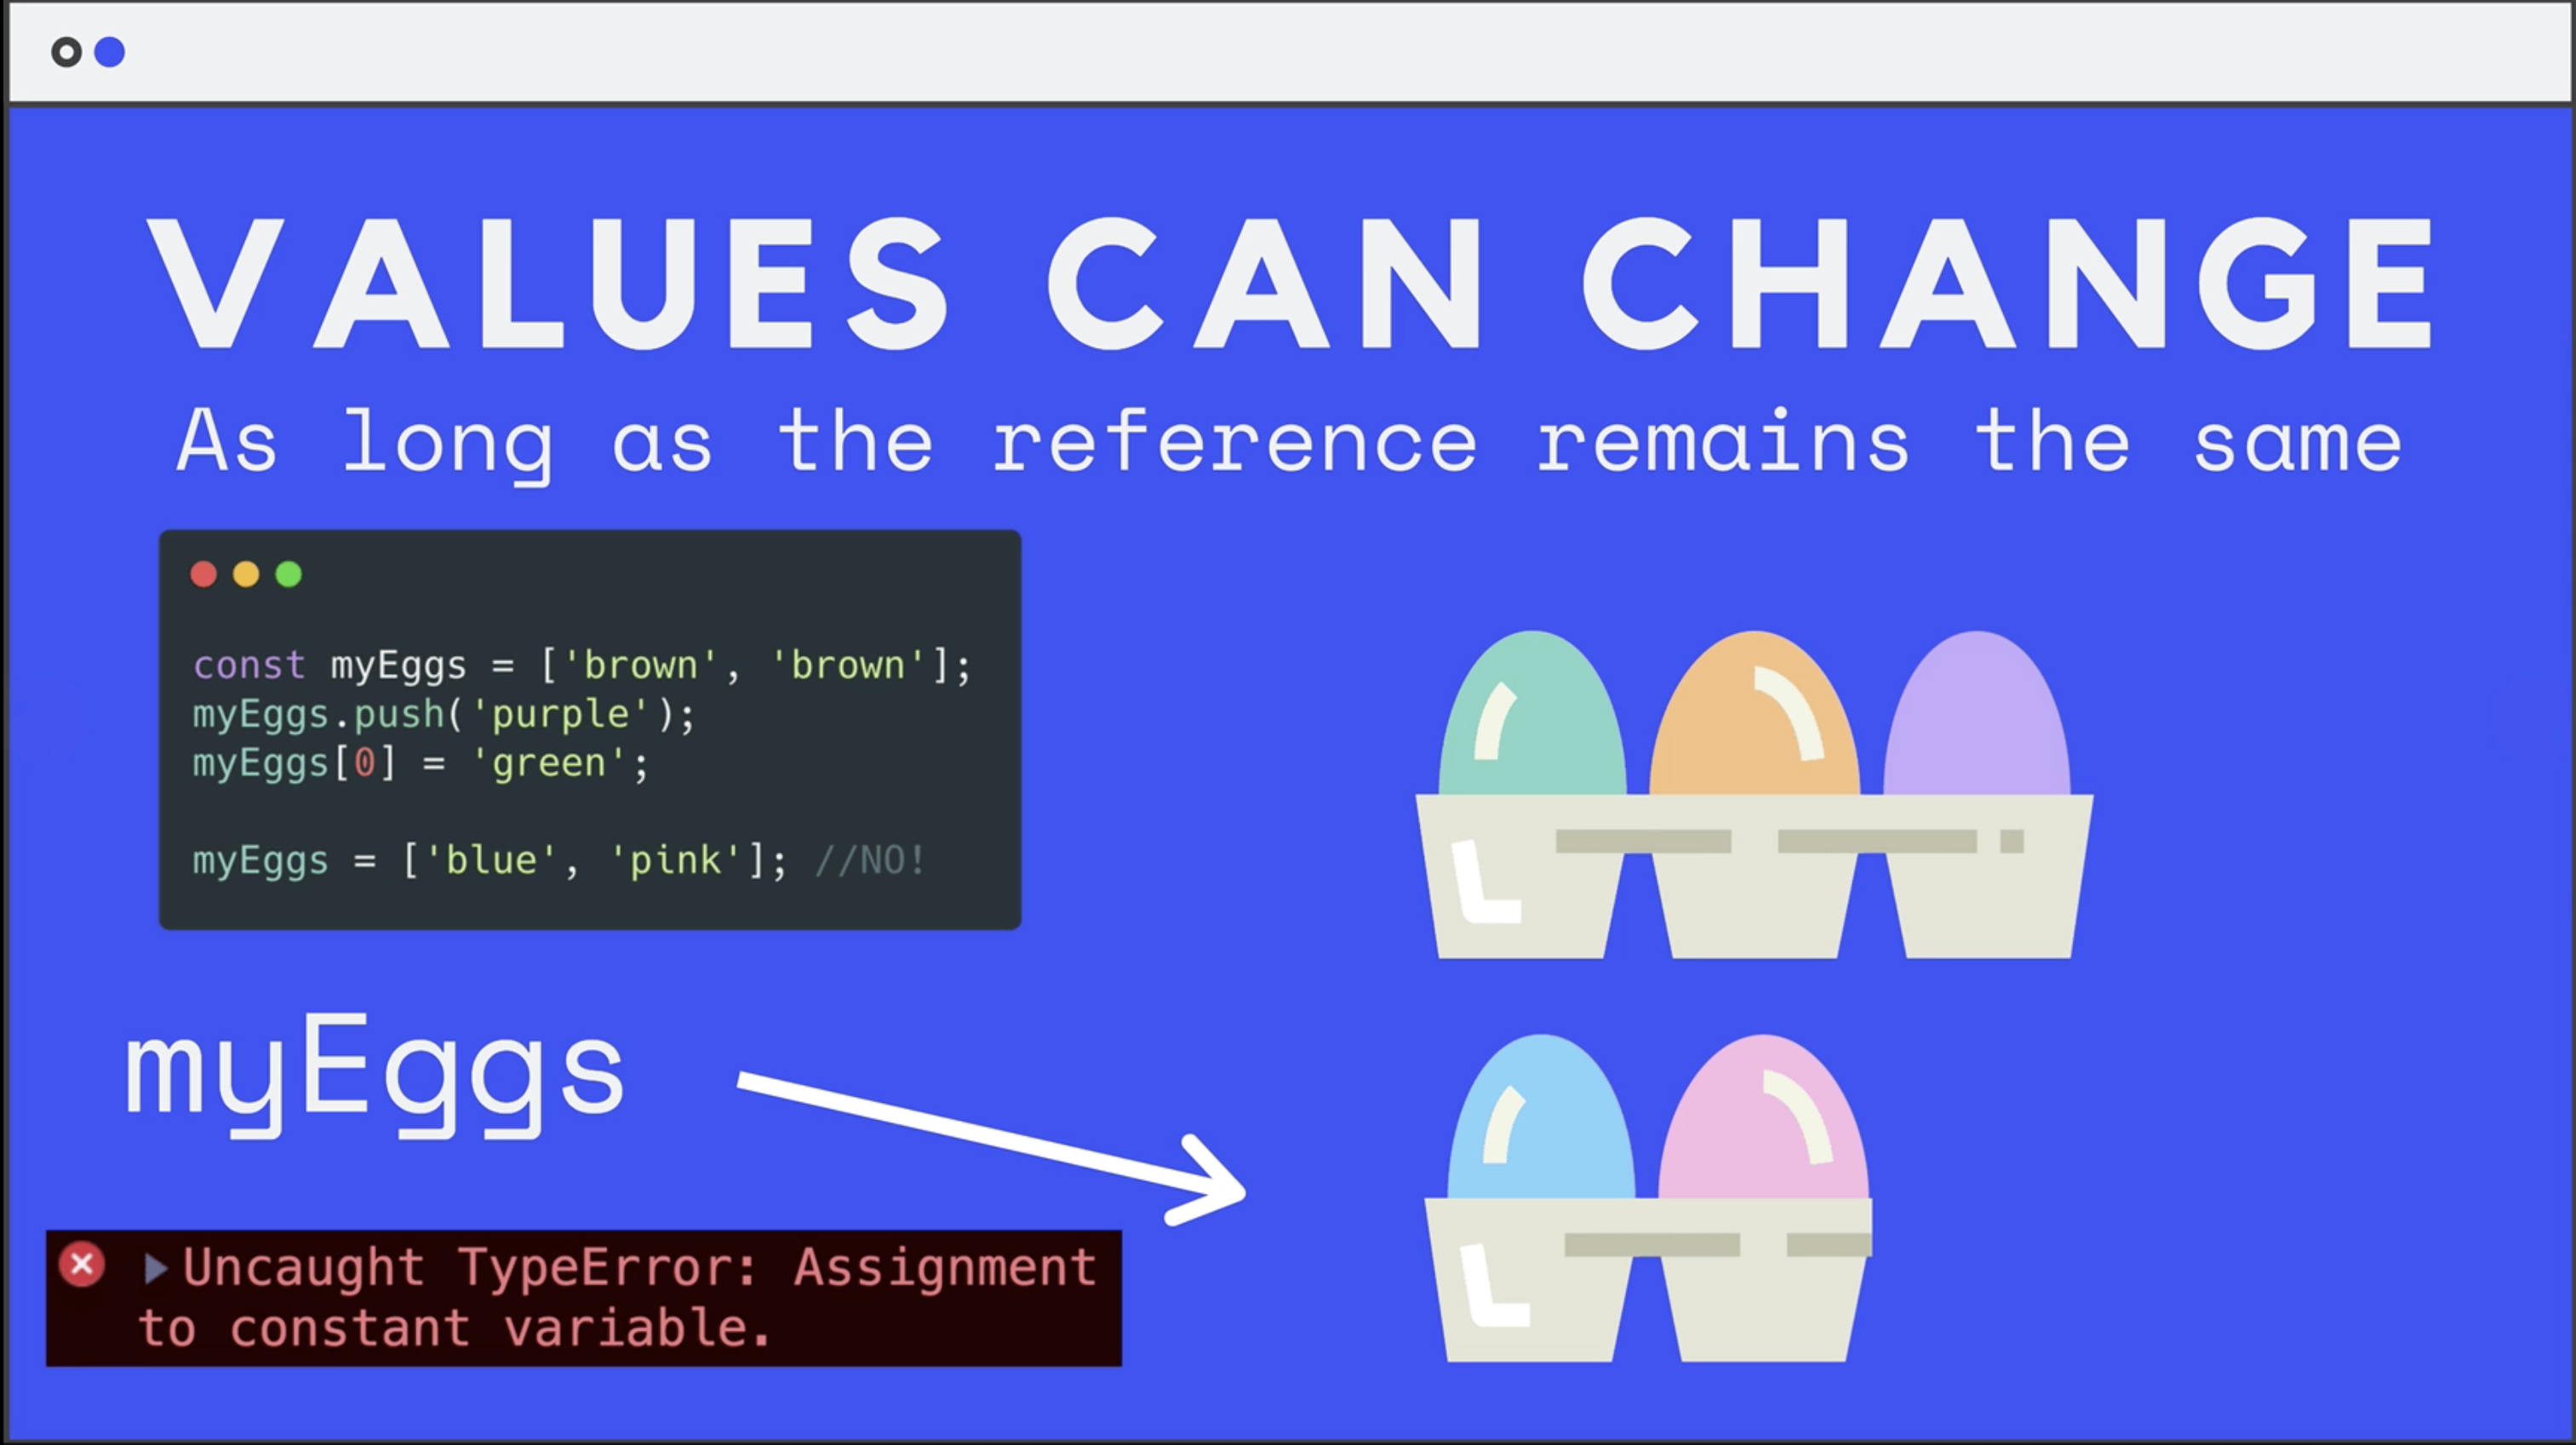 VALUES CAN CHANGE
As long as the reference remains the same
const myEggs = ['brown', 'brown'];
myEggs.push('purple');
myEggs[0] = 'green';
myEggs = ['blue', 'pink']; //NO!
myEggs
Uncaught TypeError: Assignment
to constant variable.